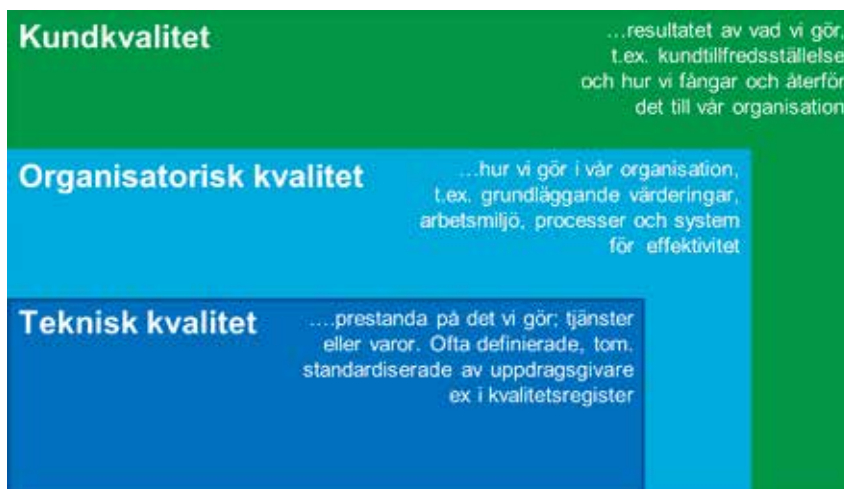 Kundkvalitet
…resultatet av vad vi gör,
t.ex. kundtillfredsställelse
och hur vi fångar och återför
det till vår organisation
Organisatorisk kvalitet
…hur vi gör i vår organisation,
t.ex. grundläggande värderingar,
arbetsmiljö, processer och system
för effektivitet
Teknisk kvalitet
….prestanda på det vi gör; tjänster
eller varor. Ofta definierade, tom.
standardiserade av uppdragsgivare
ex i kvalitetsregister